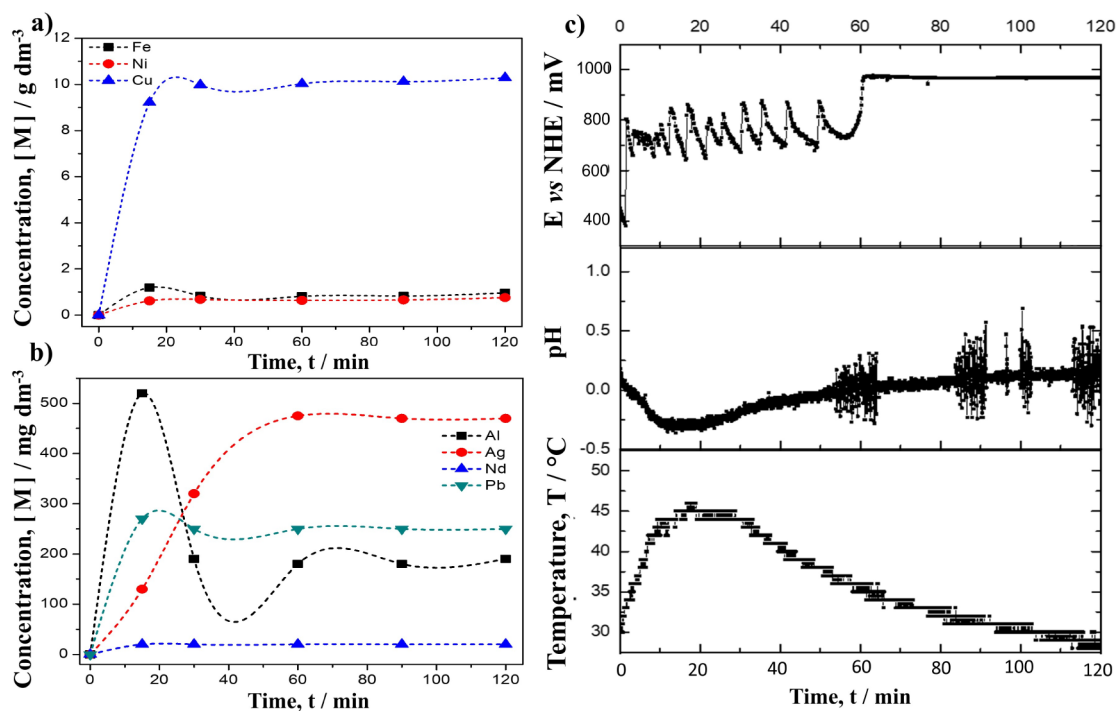 a)
12
10
8
6
4
2
0
Fe
Ni
Cu
Concentration, [M] / g dm-3
0 20 40 60 80 100 120
Time, t / min
b)
500
400
300
200
100
0
Al
Ag
Nd
Pb
Concentration, [M] / mg dm-3
0 20 40 60 80 100 120
Time, t / min
c)
0 20 40 60 80 100 120
1000
800
600
400
E vs NHE / mV
1.0
0.5
0.0
-0.5
pH
45
40
35
30
Temperature, T / °C
0 20 40 60 80 100 120
Time, t / min